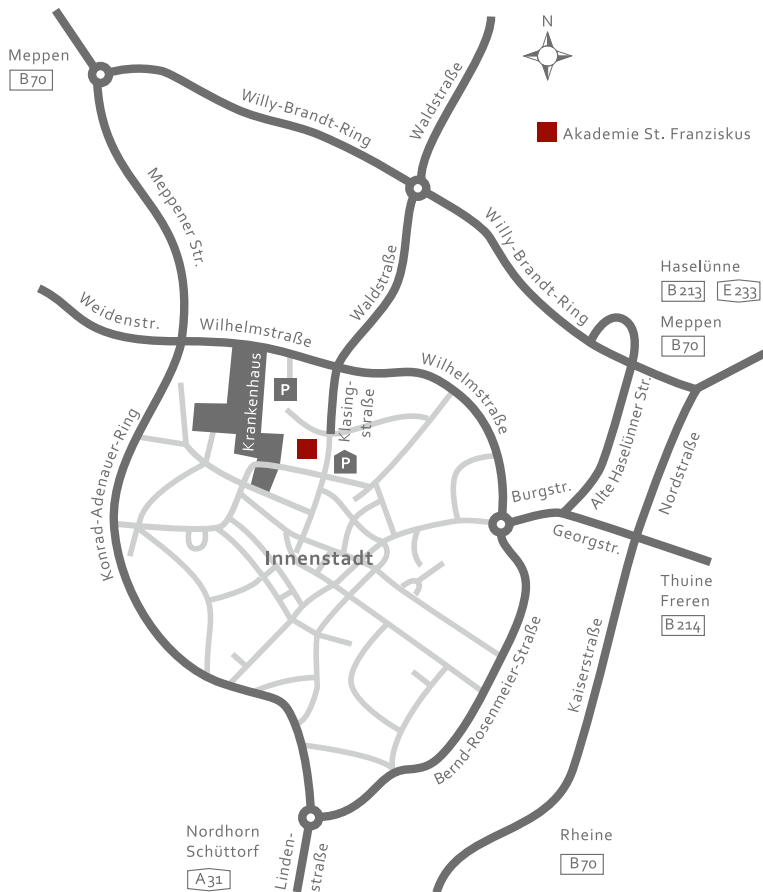 N
Meppen
B70
Willy-Brandt-Ring
Waldstraße
Akademie St. Franziskus
Meppener Str.
Willy-Brandt-Ring
Waldstraße
Haselünne
B213 E233
Meppen
B70
Weidenstr.
Wilhelmstraße
Wilhelmstraße
Krankenhaus
P
Klasing-
straße
P
Konrad-Adenauer-Ring
Alte Haselünner Str.
Nordstraße
Burgstr.
Georgstr.
Innenstadt
Thuine
Freren
B214
Kaiserstraße
Bernd-Rosenmeier-Straße
Nordhorn
Schüttorf
A31
Linden-
straße
Rheine
B70